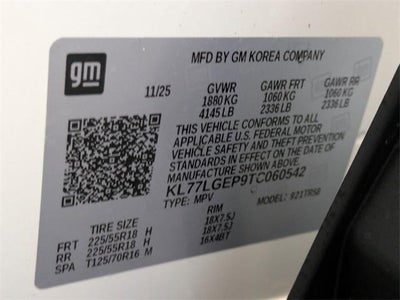 gm
MFD BY GM KOREA COMPANY
11/25 GVWR GAWR FRT GAWR RR
1880 KG 1060 KG 1060 KG
4145 LB 2336 LB 2336 LB
THIS VEHICLE CONFORMS TO ALL
APPLICABLE U.S. FEDERAL MOTOR
VEHICLE SAFETY AND THEFT PREVENTION
STANDARDS IN EFFECT ON THE DATE OF
MANUFACTURE SHOWN ABOVE.
KL77LGEP9TC060542
TYPE: MPV MODEL: 921TR58
TIRE SIZE RIM
FRT 225/55R18 H 18X7.5J
RR 225/55R18 H 18X7.5J
SPA T125/70R16 M 16X4BT